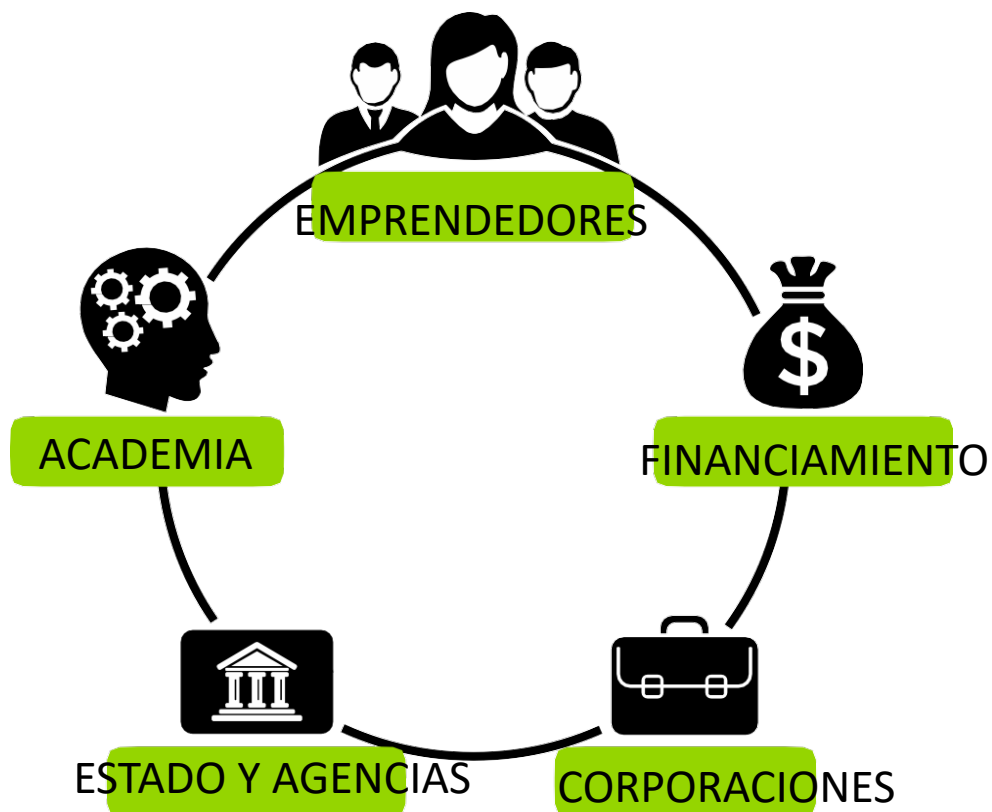 EMPRENDEDORES
$
ACADEMIA
FINANCIAMIENTO
ESTADO Y AGENCIAS
CORPORACIONES